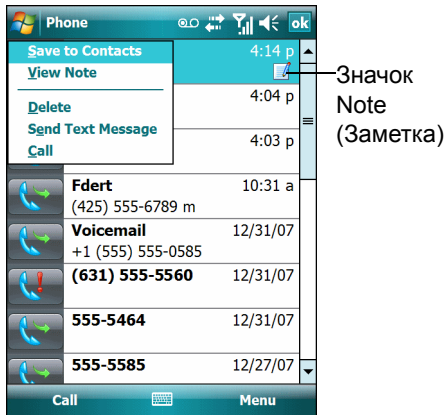 Phone
ok
Save to Contacts
View Note
Delete
Send Text Message
Call
4:14 p
4:04 p
4:03 p
Fdert 10:31 a
(425) 555-6789 m
Voicemail 12/31/07
+1 (555) 555-0585
(631) 555-5560 12/31/07
555-5464 12/31/07
555-5585 12/27/07
Call Menu
Значок
Note
(Заметка)